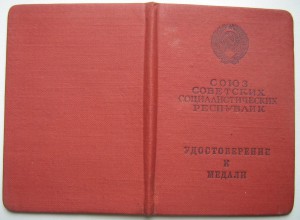 СОЮЗ
СОВЕТСКИХ
СОЦИАЛИСТИЧЕСКИХ
РЕСПУБЛИК
УДОСТОВЕРЕНИЕ
К
МЕДАЛИ